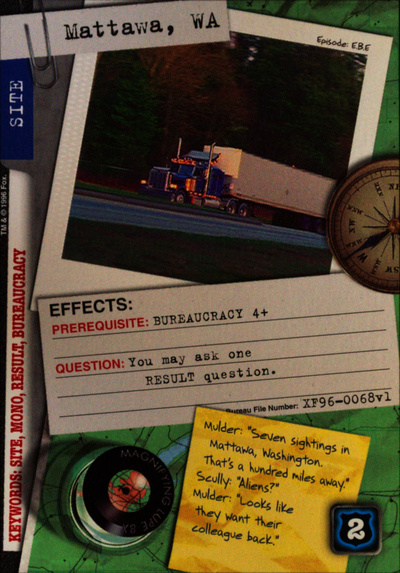 Mattawa, WA
Episode: E.B.E
SITE
TM & © 1996 Fox.
KEYWORDS: SITE, MONO, RESULT, BUREAUCRACY
EFFECTS:
PREREQUISITE: BUREAUCRACY 4+
QUESTION: You may ask one
RESULT question.
Bureau File Number: XF96-0068v1
MAGNIFYING LUPE 8X
Mulder: "Seven sightings in
Mattawa, Washington.
That's a hundred miles away."
Scully: "Aliens?"
Mulder: "Looks like
they want their
colleague back."
2